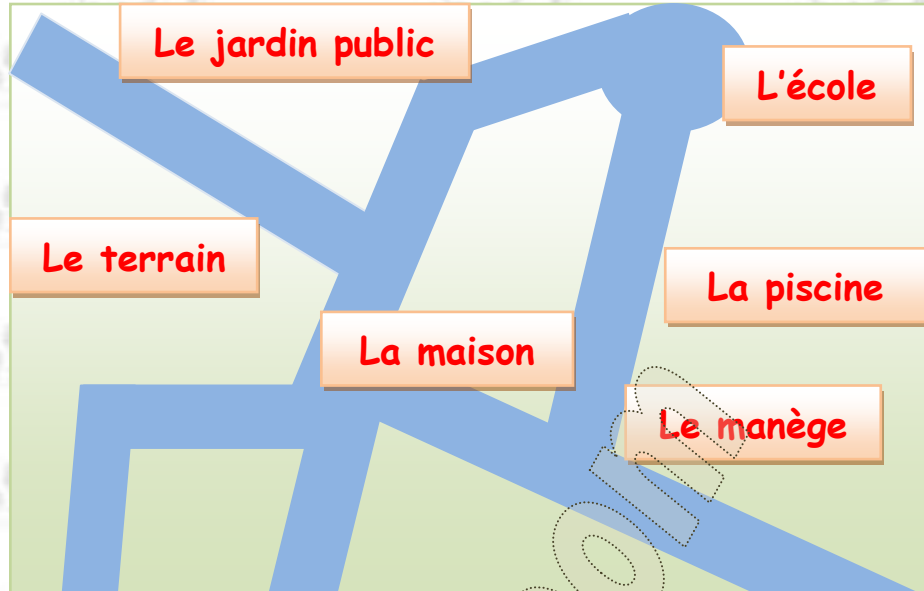 Le jardin public
L'école
Le terrain
La piscine
La maison
Le manège